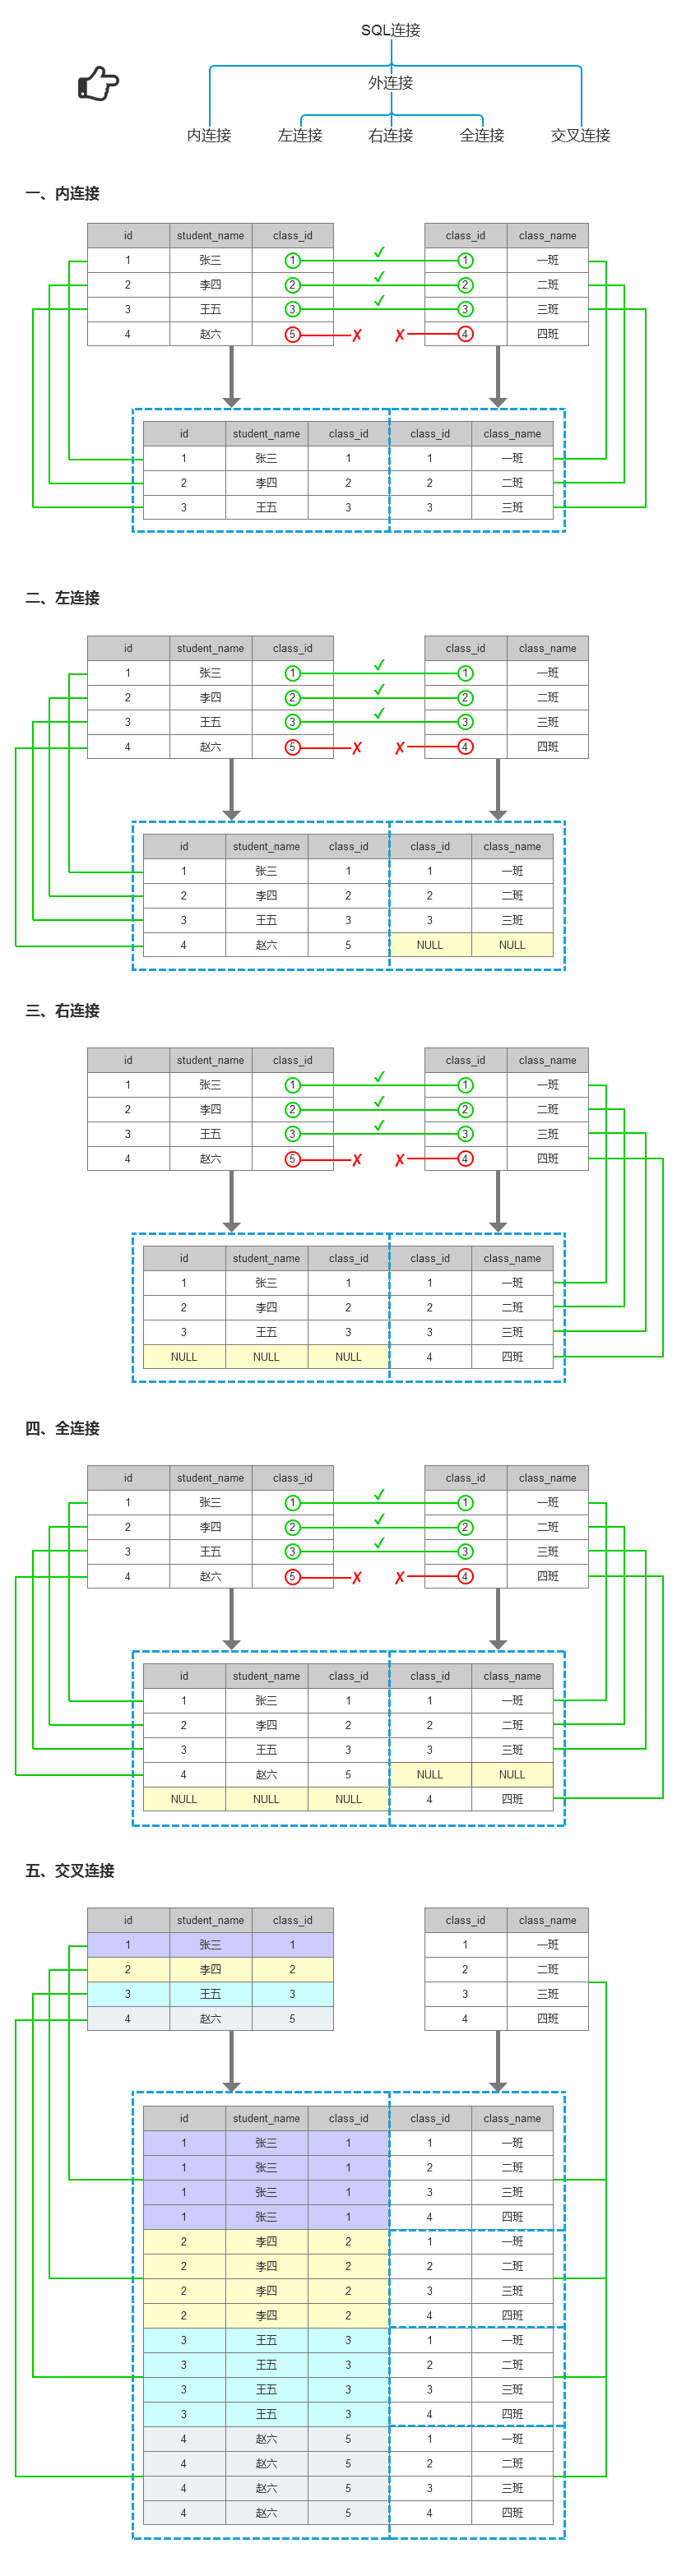 SQL连接
外连接
内连接 左连接 右连接 全连接 交叉连接
一、内连接
id student_name class_id class_id class_name
1 张三 1 1 一班
2 李四 2 2 二班
3 王五 3 3 三班
4 赵六 5 4 四班
id student_name class_id class_id class_name
1 张三 1 1 一班
2 李四 2 2 二班
3 王五 3 3 三班
二、左连接
id student_name class_id class_id class_name
1 张三 1 1 一班
2 李四 2 2 二班
3 王五 3 3 三班
4 赵六 5 4 四班
id student_name class_id class_id class_name
1 张三 1 1 一班
2 李四 2 2 二班
3 王五 3 3 三班
4 赵六 5 NULL NULL
三、右连接
id student_name class_id class_id class_name
1 张三 1 1 一班
2 李四 2 2 二班
3 王五 3 3 三班
4 赵六 5 4 四班
id student_name class_id class_id class_name
1 张三 1 1 一班
2 李四 2 2 二班
3 王五 3 3 三班
NULL NULL NULL 4 四班
四、全连接
id student_name class_id class_id class_name
1 张三 1 1 一班
2 李四 2 2 二班
3 王五 3 3 三班
4 赵六 5 4 四班
id student_name class_id class_id class_name
1 张三 1 1 一班
2 李四 2 2 二班
3 王五 3 3 三班
4 赵六 5 NULL NULL
NULL NULL NULL 4 四班
五、交叉连接
id student_name class_id class_id class_name
1 张三 1 1 一班
2 李四 2 2 二班
3 王五 3 3 三班
4 赵六 5 4 四班
id student_name class_id class_id class_name
1 张三 1 1 一班
1 张三 1 2 二班
1 张三 1 3 三班
1 张三 1 4 四班
2 李四 2 1 一班
2 李四 2 2 二班
2 李四 2 3 三班
2 李四 2 4 四班
3 王五 3 1 一班
3 王五 3 2 二班
3 王五 3 3 三班
3 王五 3 4 四班
4 赵六 5 1 一班
4 赵六 5 2 二班
4 赵六 5 3 三班
4 赵六 5 4 四班